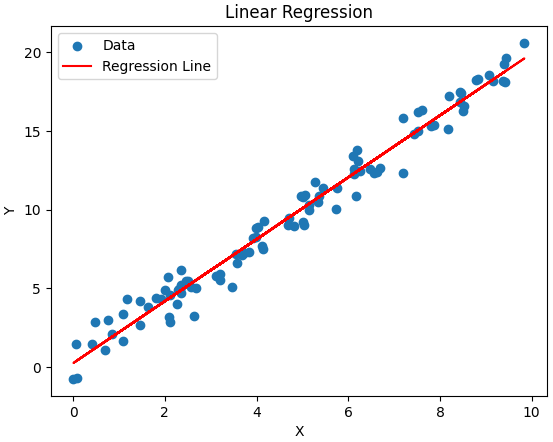 Linear Regression
Data
Regression Line
20
15
10
5
0
Y
0 2 4 6 8 10
X